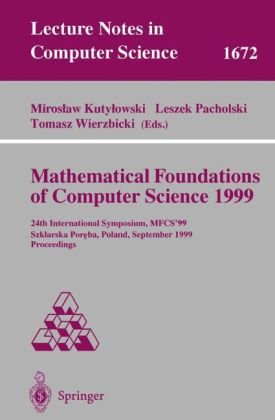 Lecture Notes in
Computer Science 1672
Mirosław Kutyłowski Leszek Pacholski
Tomasz Wierzbicki (Eds.)
Mathematical Foundations
of Computer Science 1999
24th International Symposium, MFCS'99
Szklarska Poręba, Poland, September 1999
Proceedings
Springer